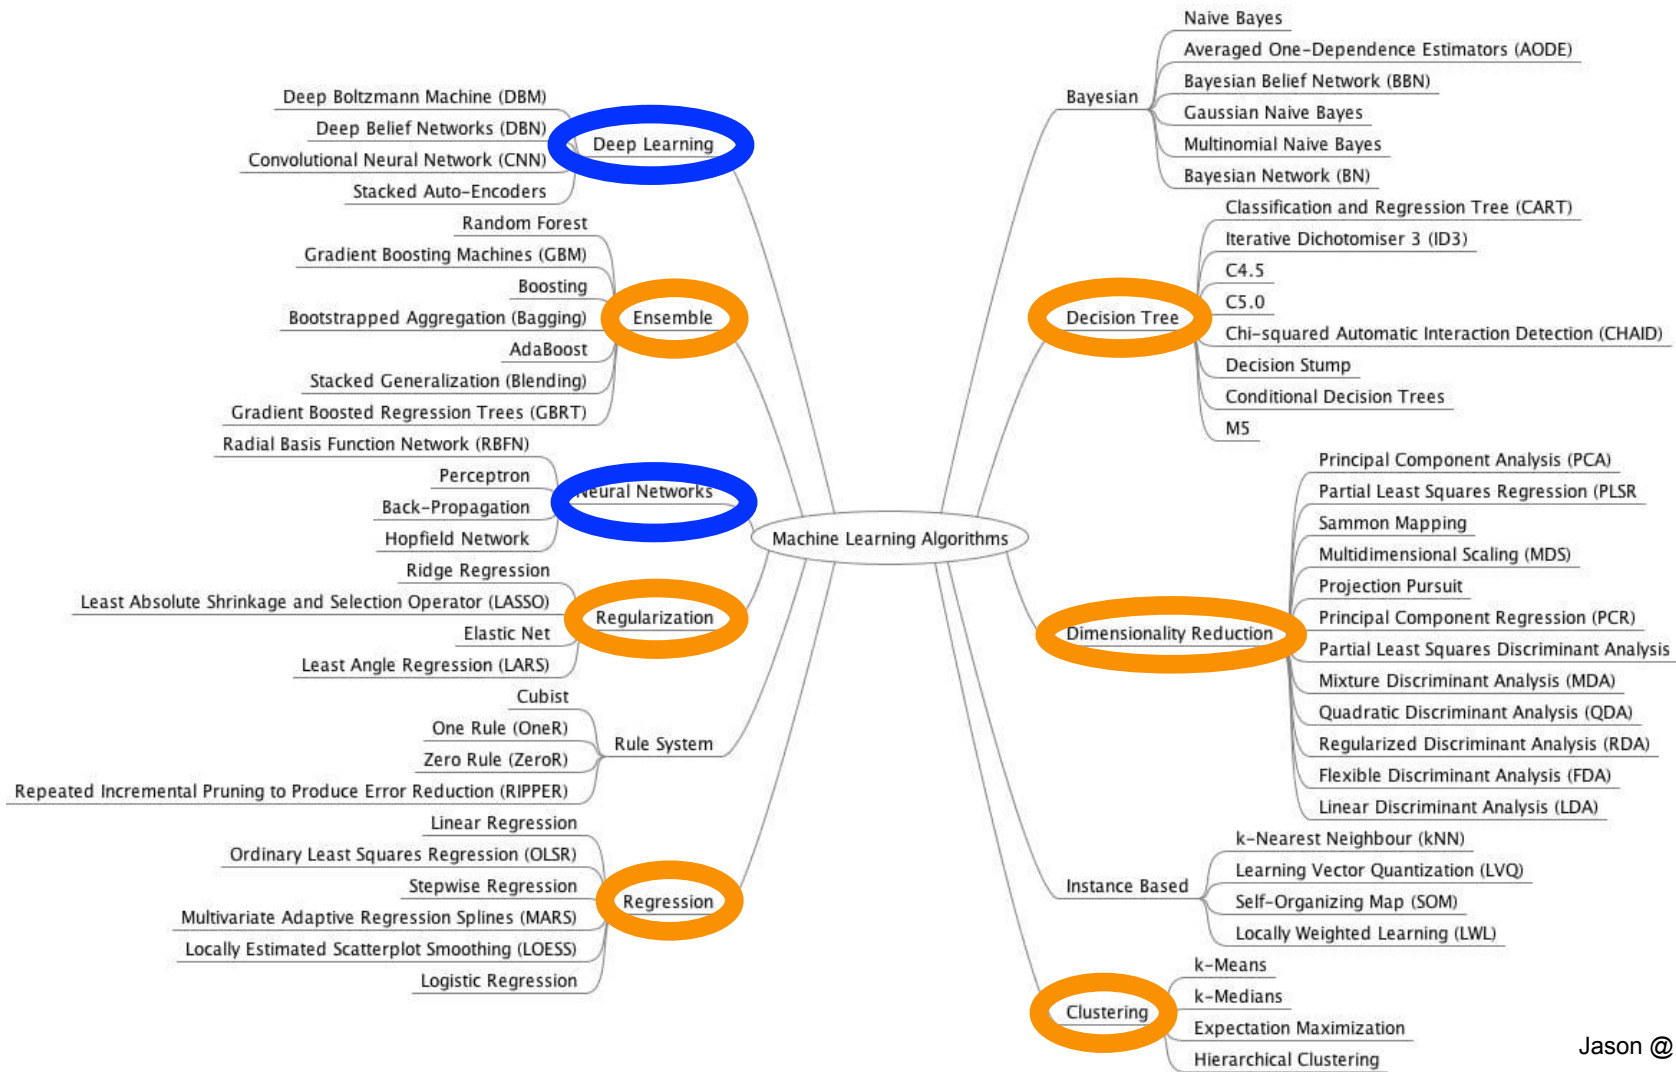 Deep Boltzmann Machine (DBM)
Deep Belief Networks (DBN)
Convolutional Neural Network (CNN)
Stacked Auto-Encoders
Deep Learning
Random Forest
Gradient Boosting Machines (GBM)
Boosting
Bootstrapped Aggregation (Bagging)
AdaBoost
Stacked Generalization (Blending)
Gradient Boosted Regression Trees (GBRT)
Ensemble
Radial Basis Function Network (RBFN)
Perceptron
Back-Propagation
Hopfield Network
Neural Networks
Ridge Regression
Least Absolute Shrinkage and Selection Operator (LASSO)
Elastic Net
Least Angle Regression (LARS)
Regularization
Cubist
One Rule (OneR)
Zero Rule (ZeroR)
Repeated Incremental Pruning to Produce Error Reduction (RIPPER)
Rule System
Linear Regression
Ordinary Least Squares Regression (OLSR)
Stepwise Regression
Multivariate Adaptive Regression Splines (MARS)
Locally Estimated Scatterplot Smoothing (LOESS)
Logistic Regression
Regression
Machine Learning Algorithms
Bayesian
Naive Bayes
Averaged One-Dependence Estimators (AODE)
Bayesian Belief Network (BBN)
Gaussian Naive Bayes
Multinomial Naive Bayes
Bayesian Network (BN)
Decision Tree
Classification and Regression Tree (CART)
Iterative Dichotomiser 3 (ID3)
C4.5
C5.0
Chi-squared Automatic Interaction Detection (CHAID)
Decision Stump
Conditional Decision Trees
M5
Dimensionality Reduction
Principal Component Analysis (PCA)
Partial Least Squares Regression (PLSR
Sammon Mapping
Multidimensional Scaling (MDS)
Projection Pursuit
Principal Component Regression (PCR)
Partial Least Squares Discriminant Analysis
Mixture Discriminant Analysis (MDA)
Quadratic Discriminant Analysis (QDA)
Regularized Discriminant Analysis (RDA)
Flexible Discriminant Analysis (FDA)
Linear Discriminant Analysis (LDA)
Instance Based
k-Nearest Neighbour (kNN)
Learning Vector Quantization (LVQ)
Self-Organizing Map (SOM)
Locally Weighted Learning (LWL)
Clustering
k-Means
k-Medians
Expectation Maximization
Hierarchical Clustering
Jason @